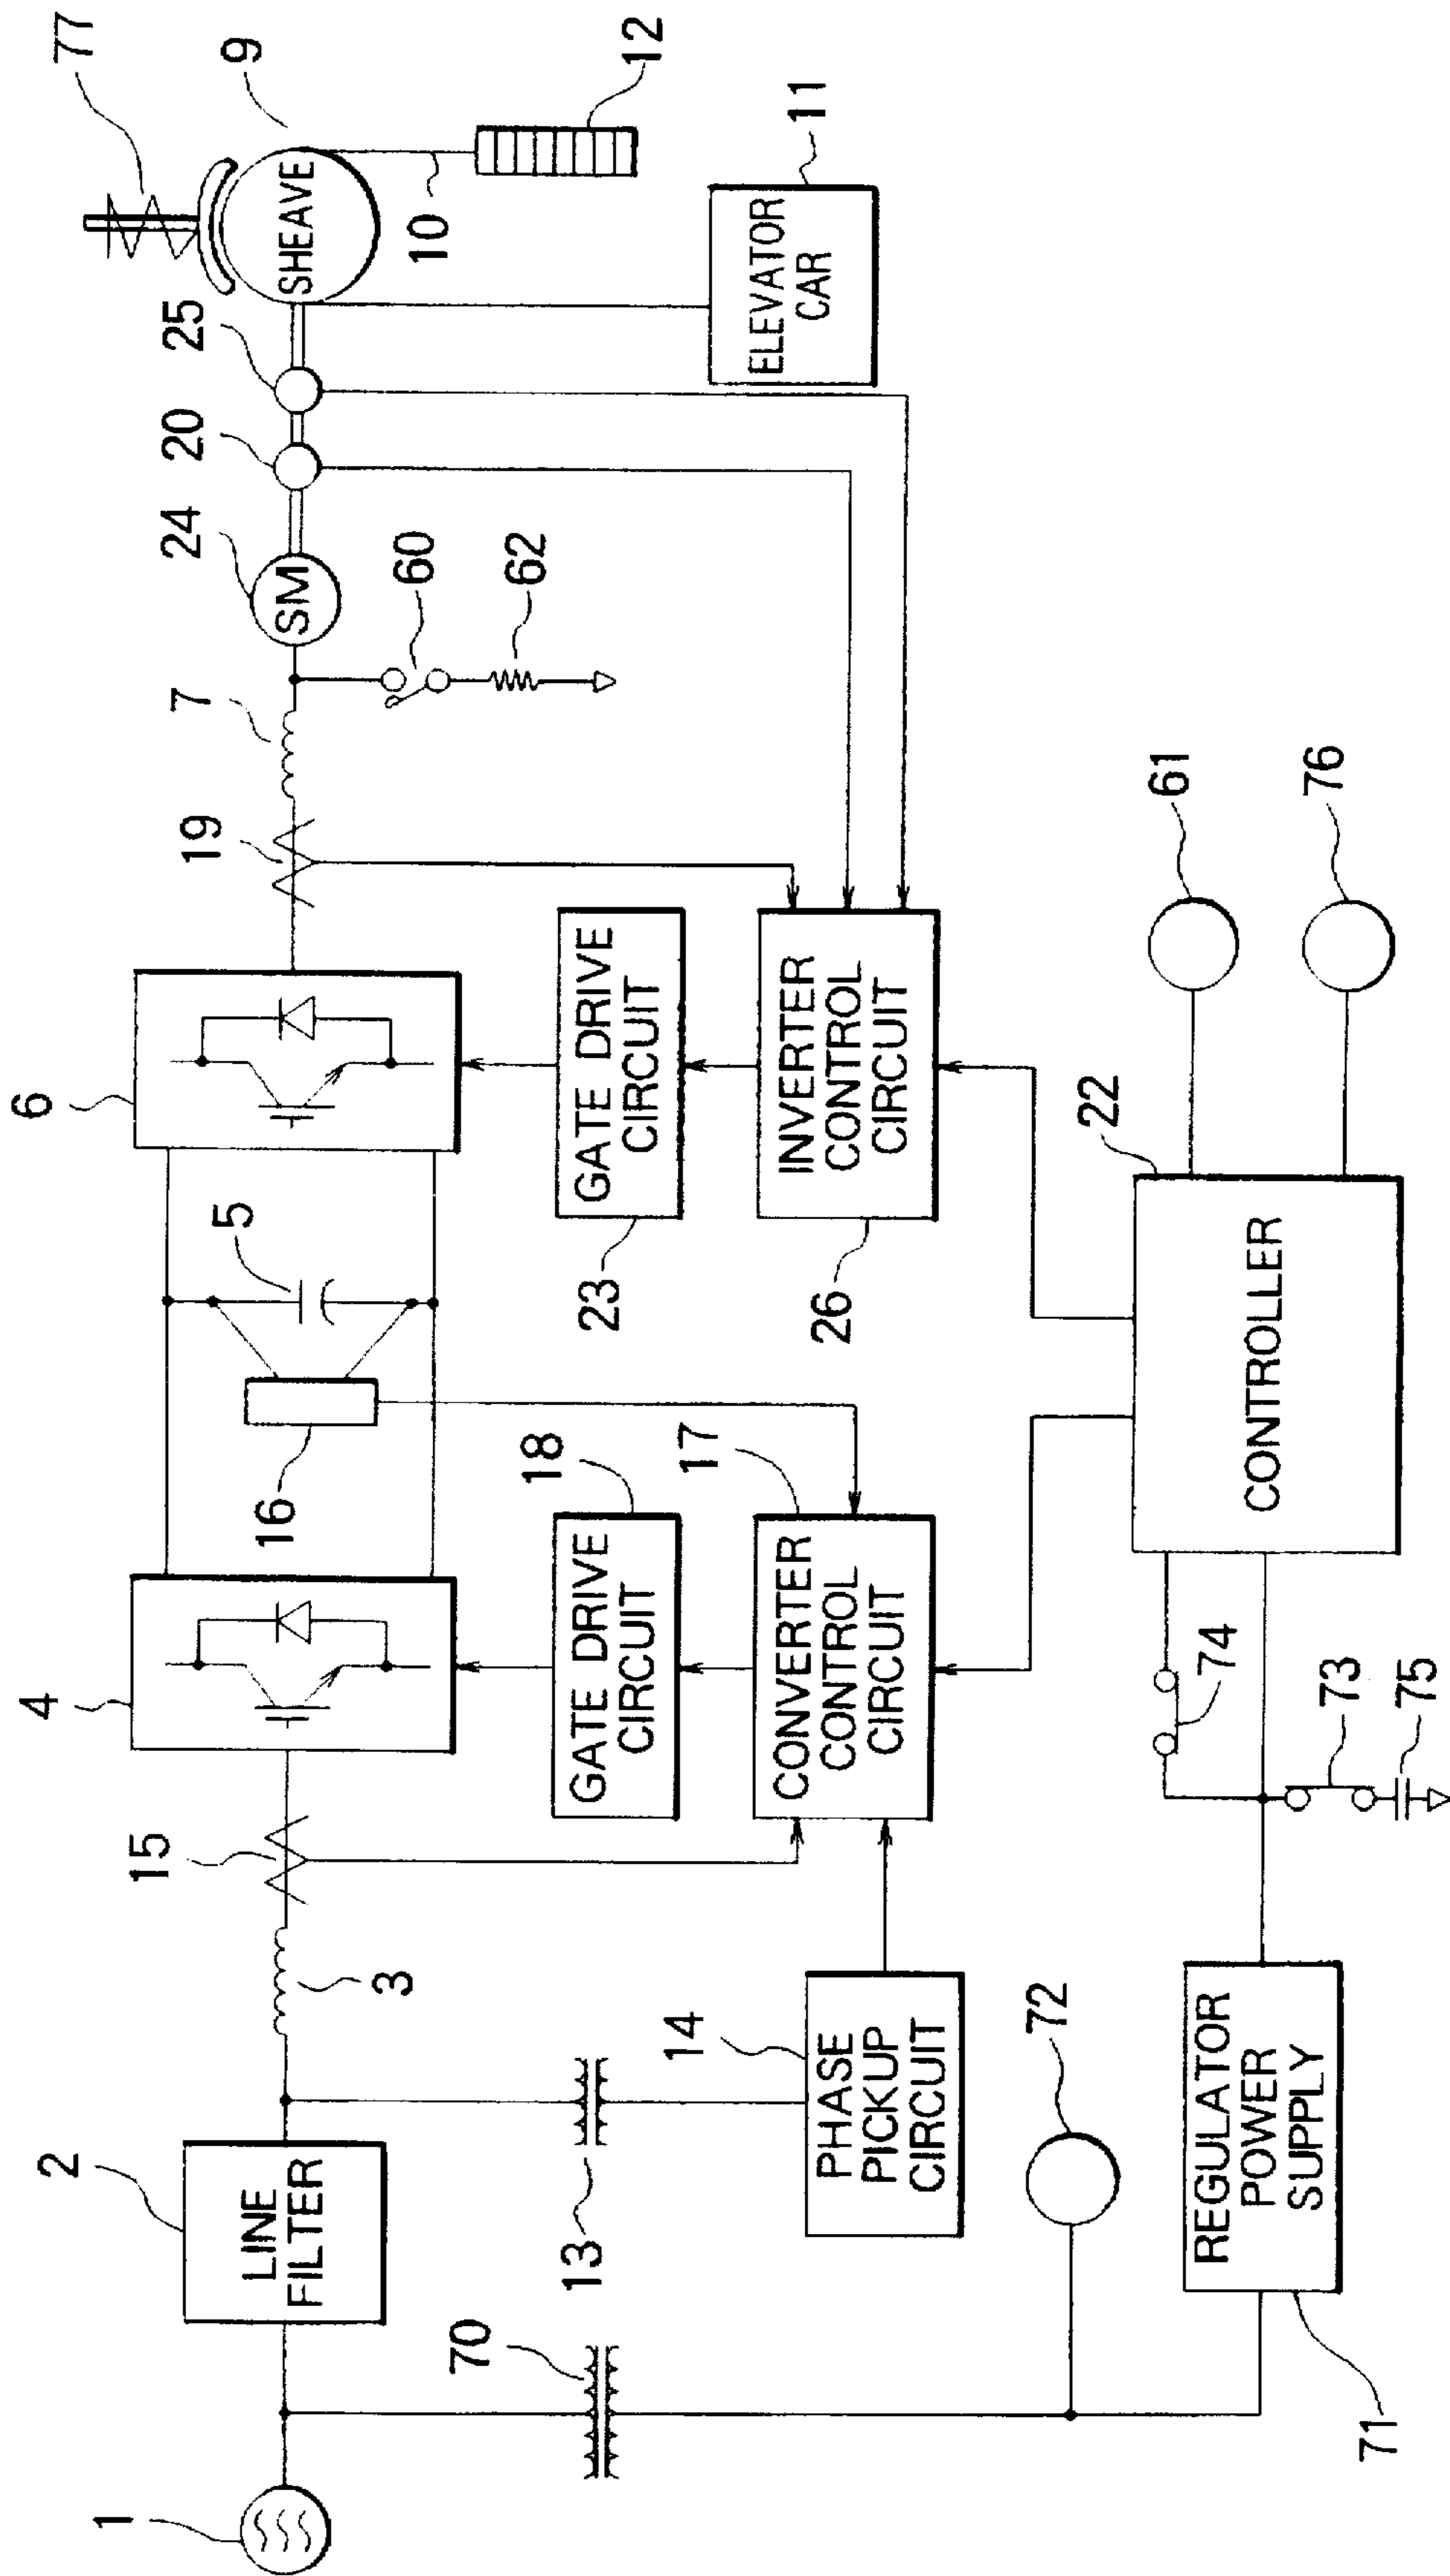 77
9
12
25
SHEAVE
20
10
11
24
SM
ELEVATOR
CAR
60
62
7
19
6
61
76
GATE DRIVE
CIRCUIT
INVERTER
CONTROL
CIRCUIT
22
5
23
26
CONTROLLER
16
18
17
4
GATE DRIVE
CIRCUIT
CONVERTER
CONTROL
CIRCUIT
74
73
75
15
3
14
72
2
LINE
FILTER
13
PHASE
PICKUP
CIRCUIT
REGULATOR
POWER
SUPPLY
70
71
1